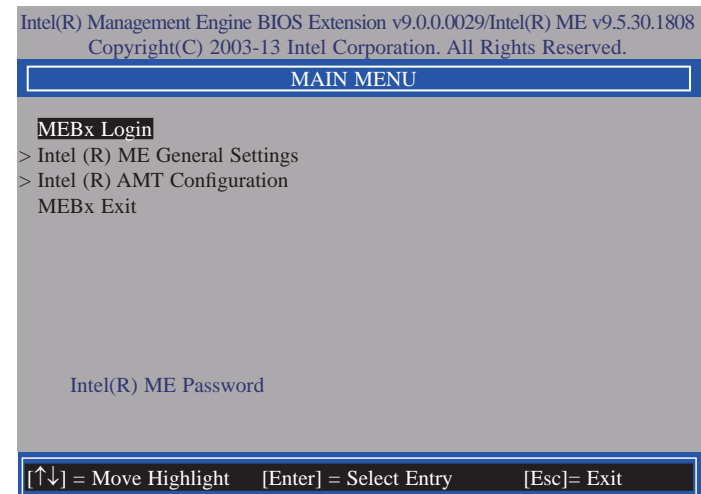 Intel(R) Management Engine BIOS Extension v9.0.0.0029/Intel(R) ME v9.5.30.1808
Copyright(C) 2003-13 Intel Corporation. All Rights Reserved.
MAIN MENU
MEBx Login
> Intel (R) ME General Settings
> Intel (R) AMT Configuration
MEBx Exit
Intel(R) ME Password
[↑↓] = Move Highlight [Enter] = Select Entry [Esc]= Exit